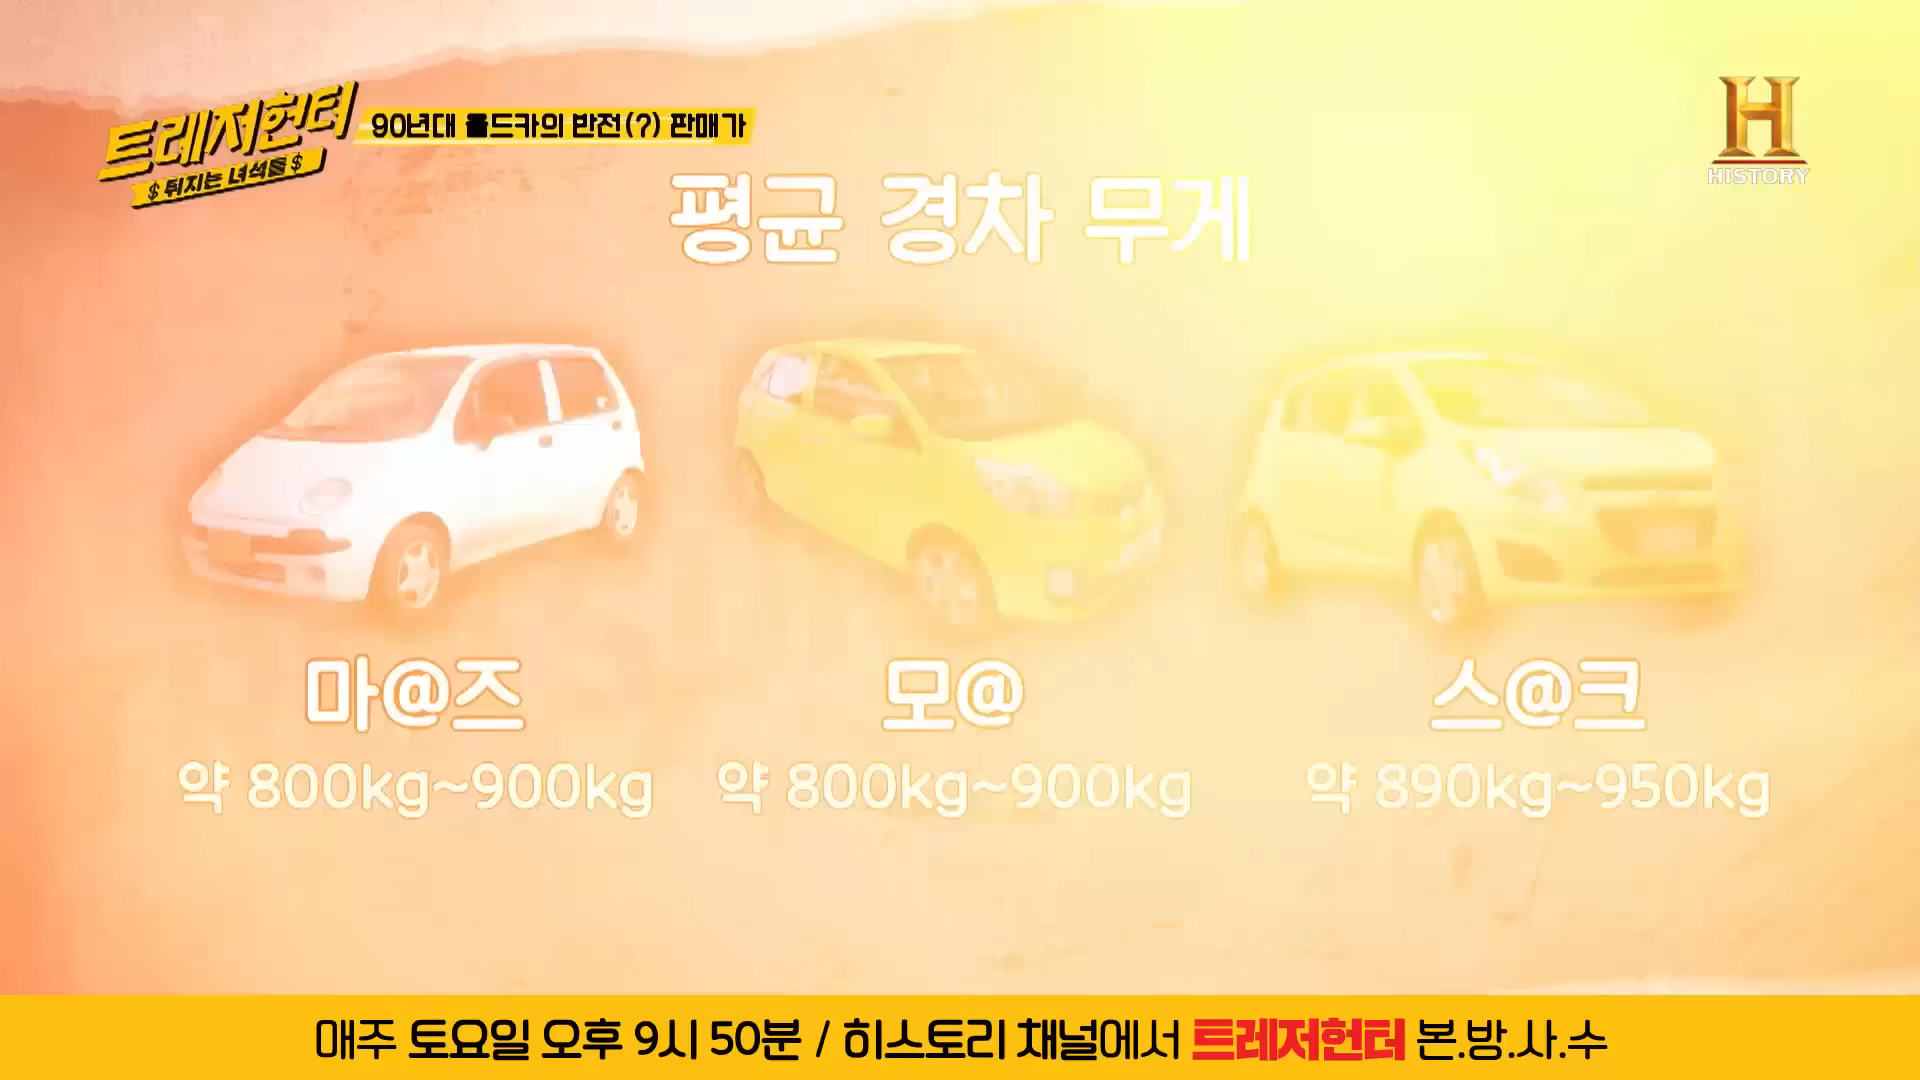 트레저헌터
$ 뒤지는 녀석들 $
90년대 올드카의 반전(?) 판매가
H
HISTORY
평균 경차 무게
마@즈
모@
스@크
약 800kg~900kg
약 800kg~900kg
약 890kg~950kg
매주 토요일 오후 9시 50분 / 히스토리 채널에서 트레저헌터 본.방.사.수